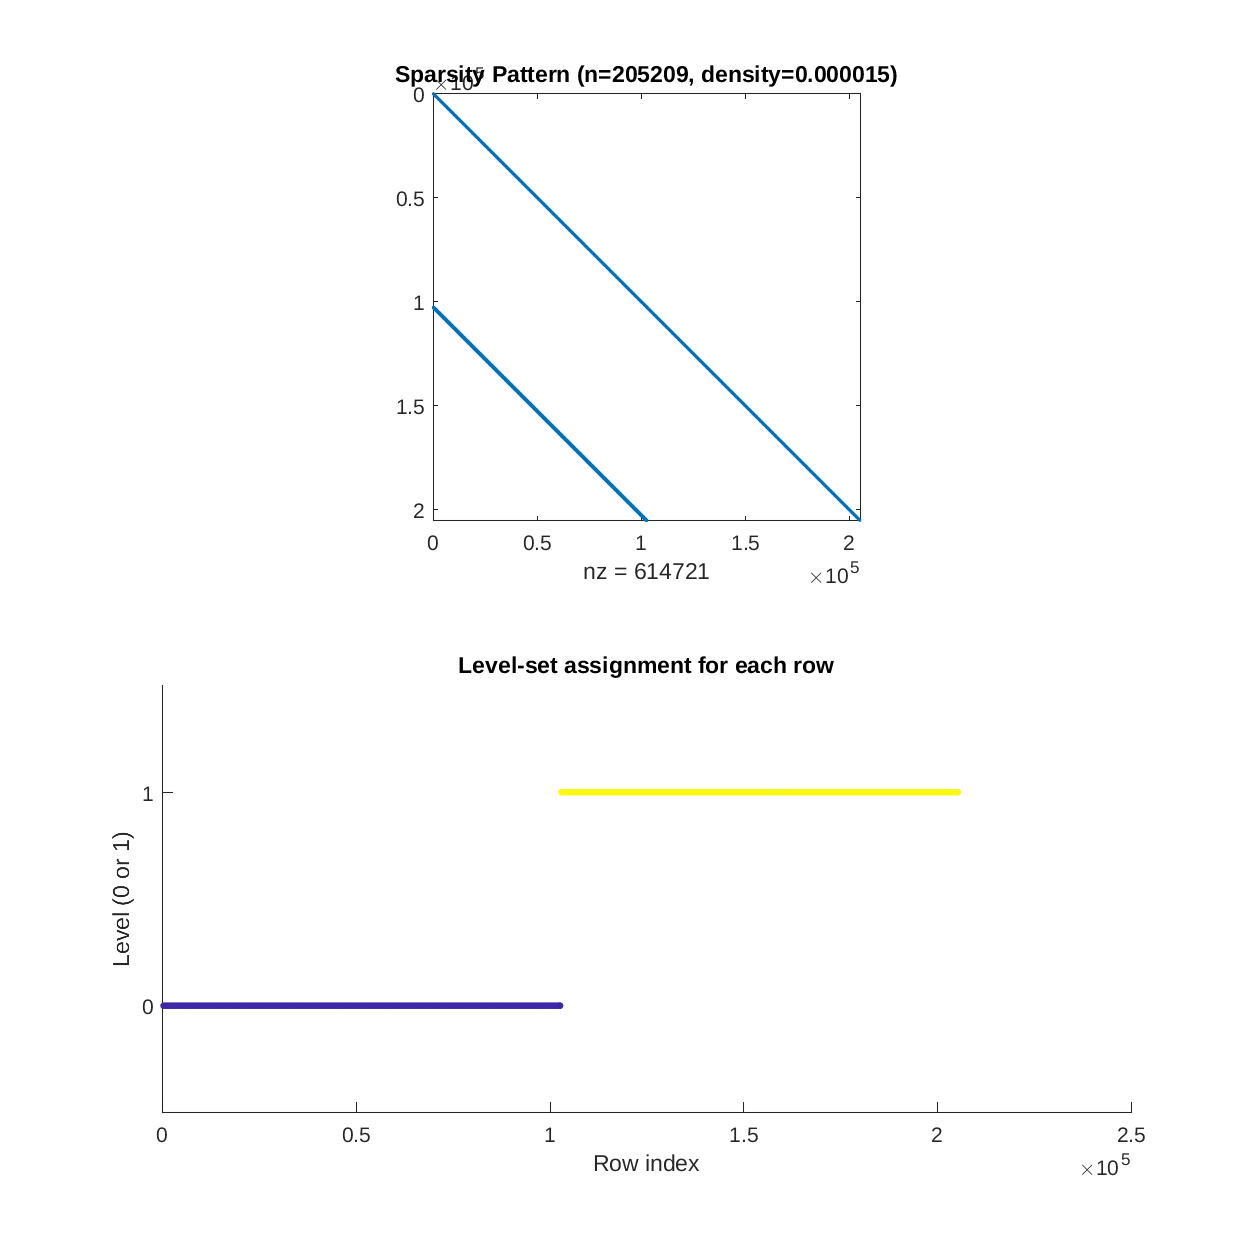 Sparsity Pattern (n=205209, density=0.000015)
×10^5
0
0.5
1
1.5
2
0 0.5 1 1.5 2
nz = 614721
×10^5
Level-set assignment for each row
1
0
Level (0 or 1)
0 0.5 1 1.5 2 2.5
Row index
×10^5